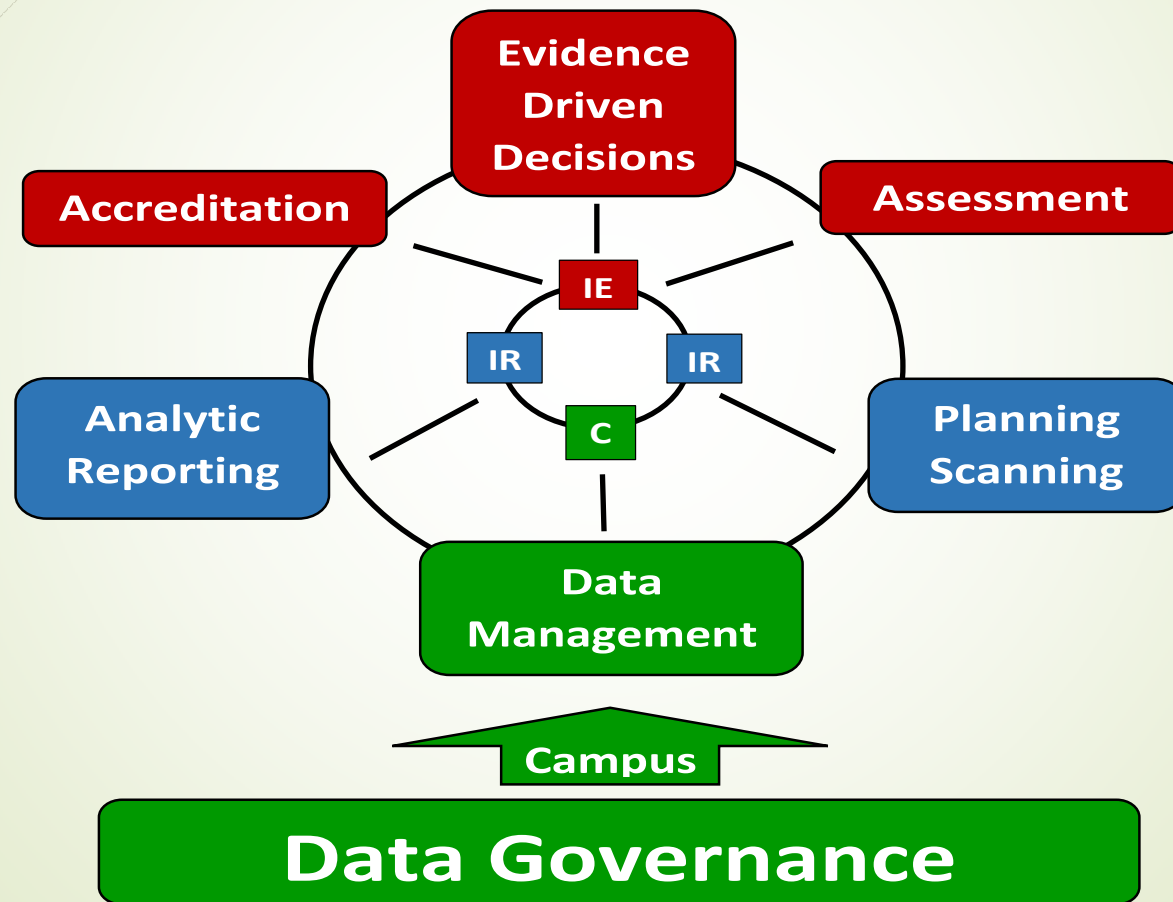 Evidence
Driven
Decisions
Accreditation
Assessment
IE
IR
IR
C
Analytic
Reporting
Planning
Scanning
Data
Management
Campus
Data Governance